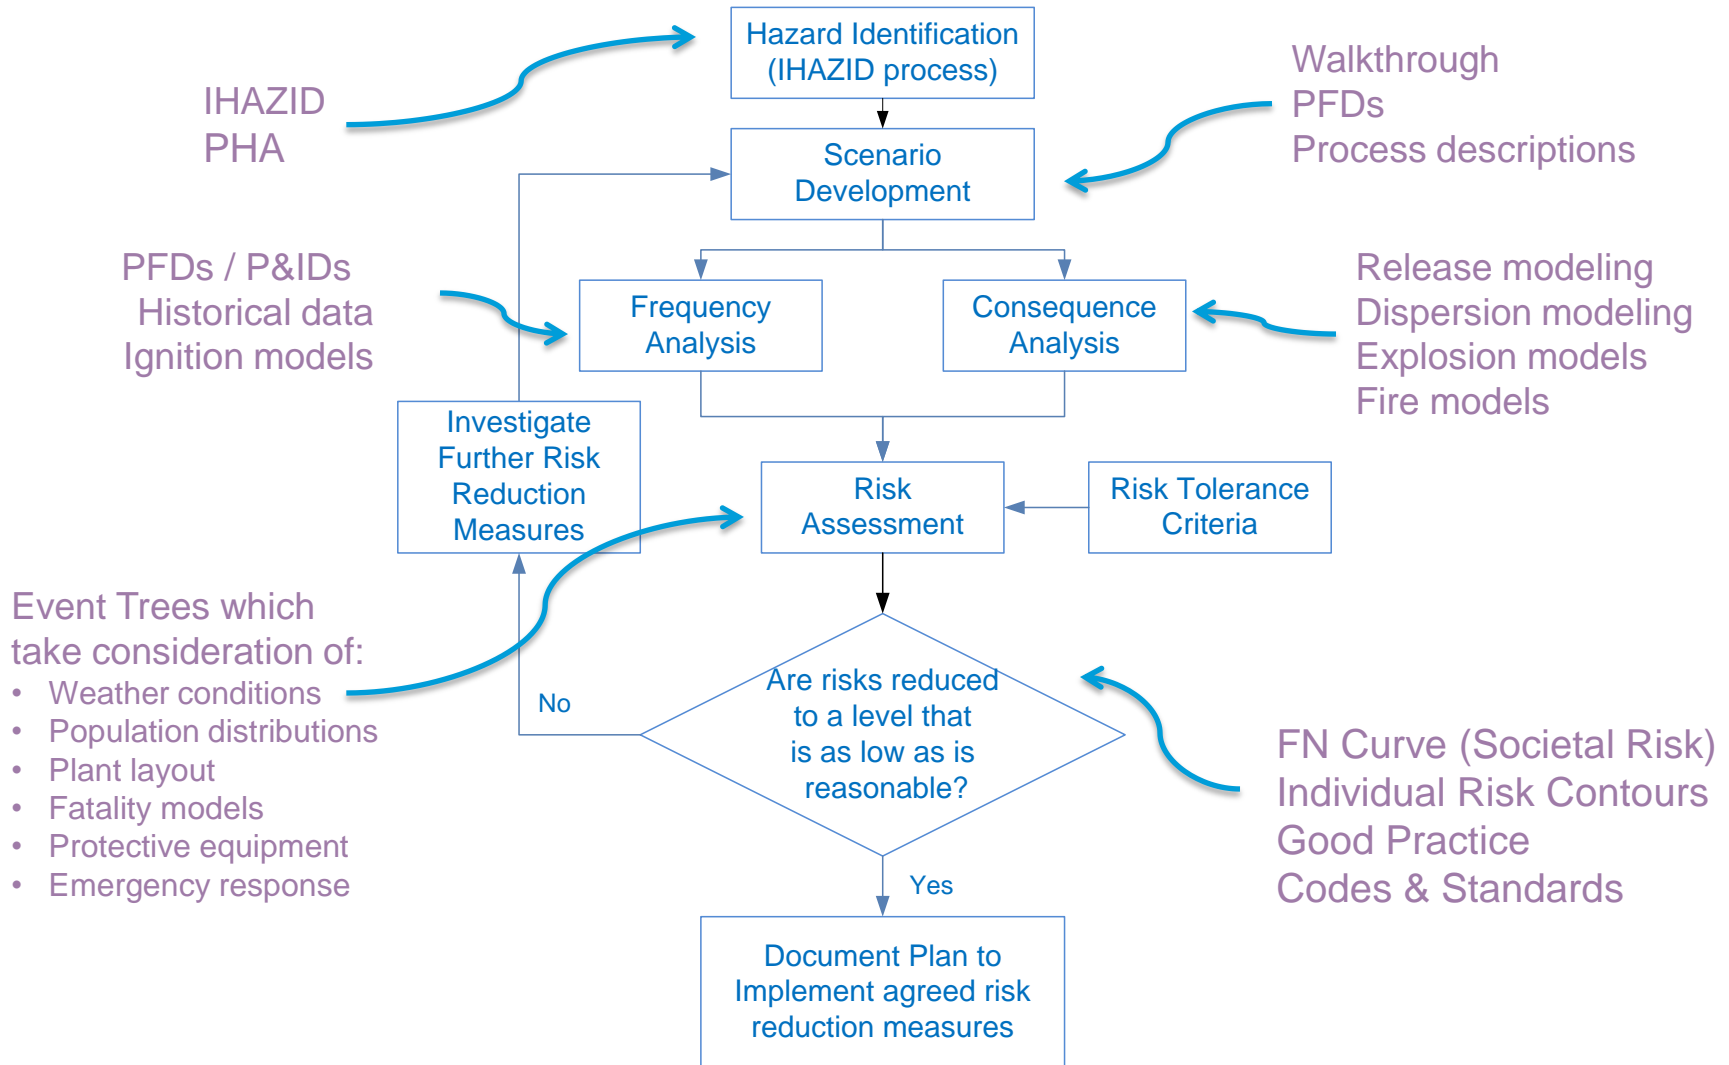 Hazard Identification
(IHAZID process)
IHAZID
PHA
Walkthrough
PFDs
Process descriptions
Scenario
Development
PFDs / P&IDs
Historical data
Ignition models
Frequency
Analysis
Consequence
Analysis
Release modeling
Dispersion modeling
Explosion models
Fire models
Investigate
Further Risk
Reduction
Measures
Risk
Assessment
Risk Tolerance
Criteria
Event Trees which
take consideration of:
• Weather conditions
• Population distributions
• Plant layout
• Fatality models
• Protective equipment
• Emergency response
No
Are risks reduced
to a level that
is as low as is
reasonable?
FN Curve (Societal Risk)
Individual Risk Contours
Good Practice
Codes & Standards
Yes
Document Plan to
Implement agreed risk
reduction measures